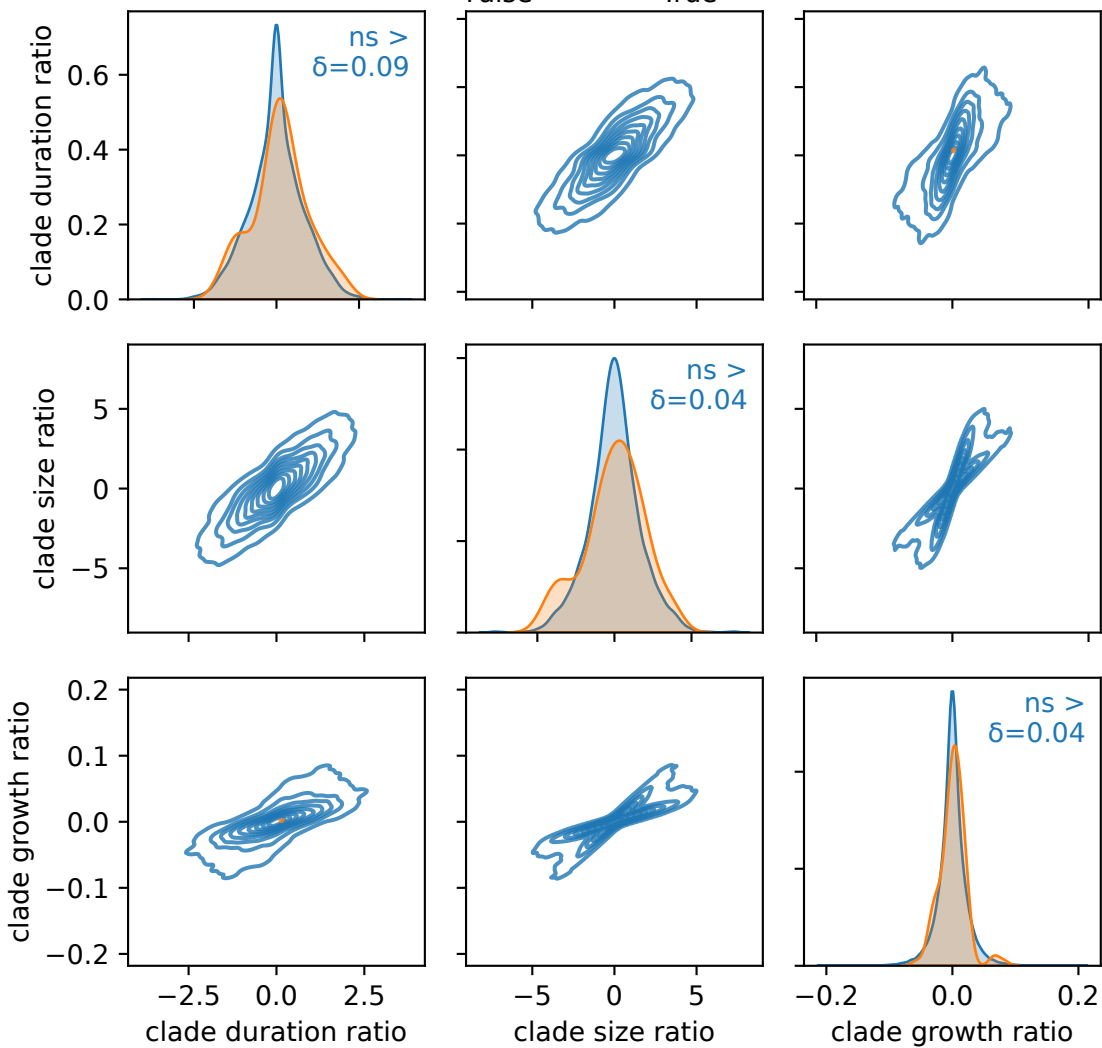 clade duration ratio
0.6
0.4
0.2
0.0
ns >
δ=0.09
clade size ratio
5
0
−5
ns >
δ=0.04
clade growth ratio
0.2
0.1
0.0
−0.1
−0.2
ns >
δ=0.04
−2.5 0.0 2.5
clade duration ratio
−5 0 5
clade size ratio
−0.2 0.0 0.2
clade growth ratio